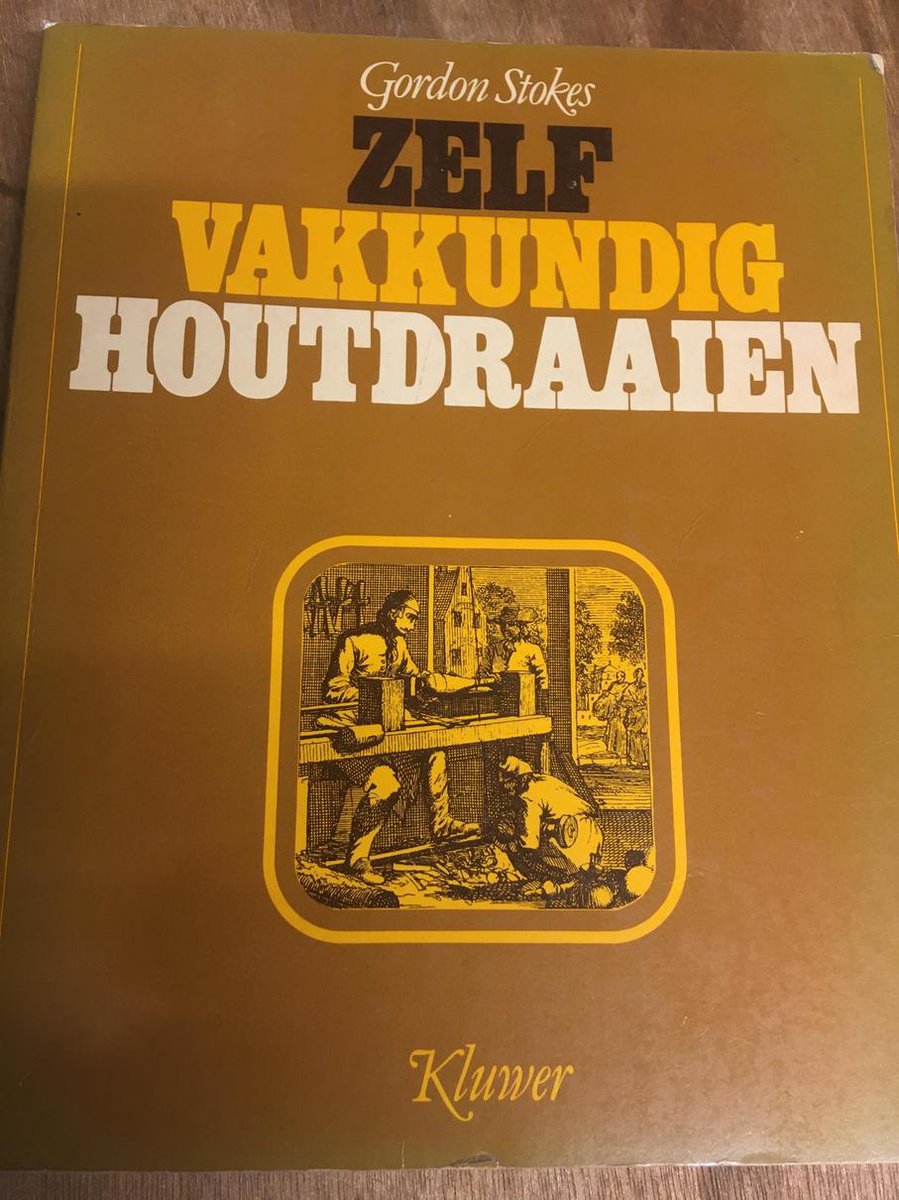 Gordon Stokes
ZELF
VAKKUNDIG
HOUTDRAAIEN
Kluwer